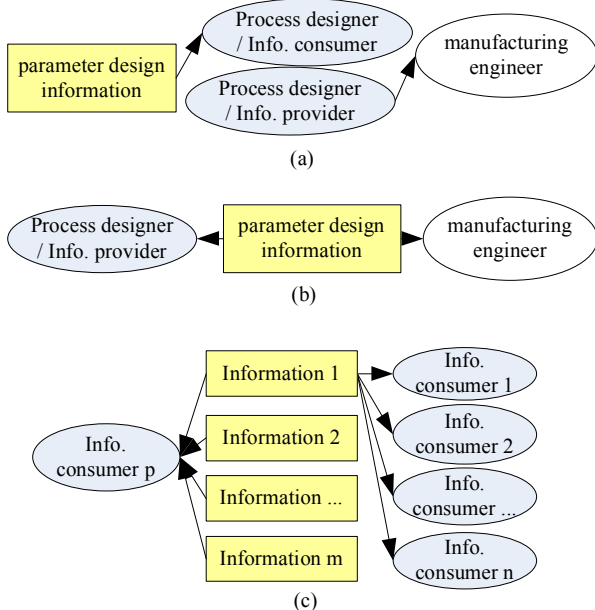 Process designer
/ Info. consumer
parameter design
information
manufacturing
engineer
Process designer
/ Info. provider
(a)
Process designer
/ Info. provider
parameter design
information
manufacturing
engineer
(b)
Information 1
Info.
consumer 1
Information 2
Info.
consumer 2
Info.
consumer p
Information ...
Info.
consumer ...
Information m
Info.
consumer n
(c)